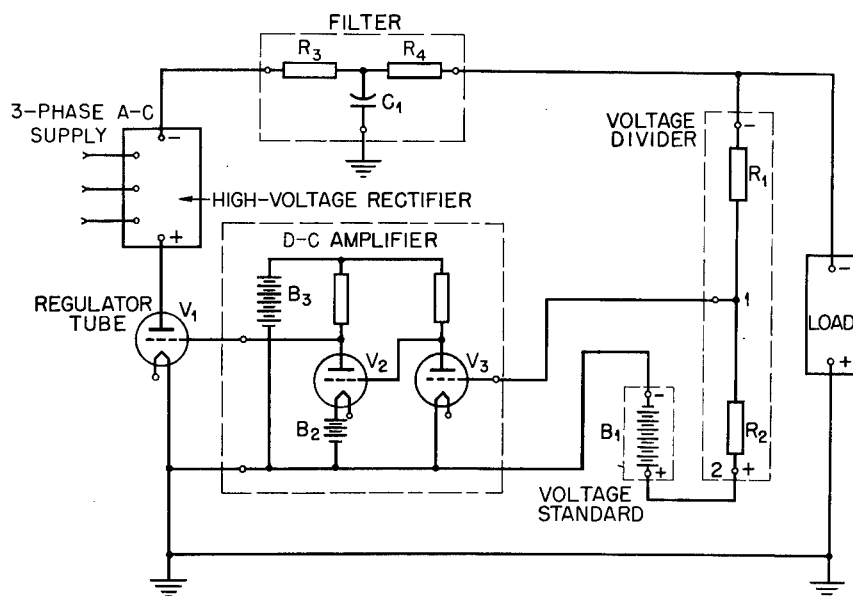 FILTER
R3
R4
C1
3-PHASE A-C
SUPPLY
-
HIGH-VOLTAGE RECTIFIER
+
VOLTAGE
DIVIDER
-
R1
D-C AMPLIFIER
B3
REGULATOR
TUBE
V1
V2
V3
1
-
LOAD
+
B2
-
B1
+
R2
2 +
VOLTAGE
STANDARD